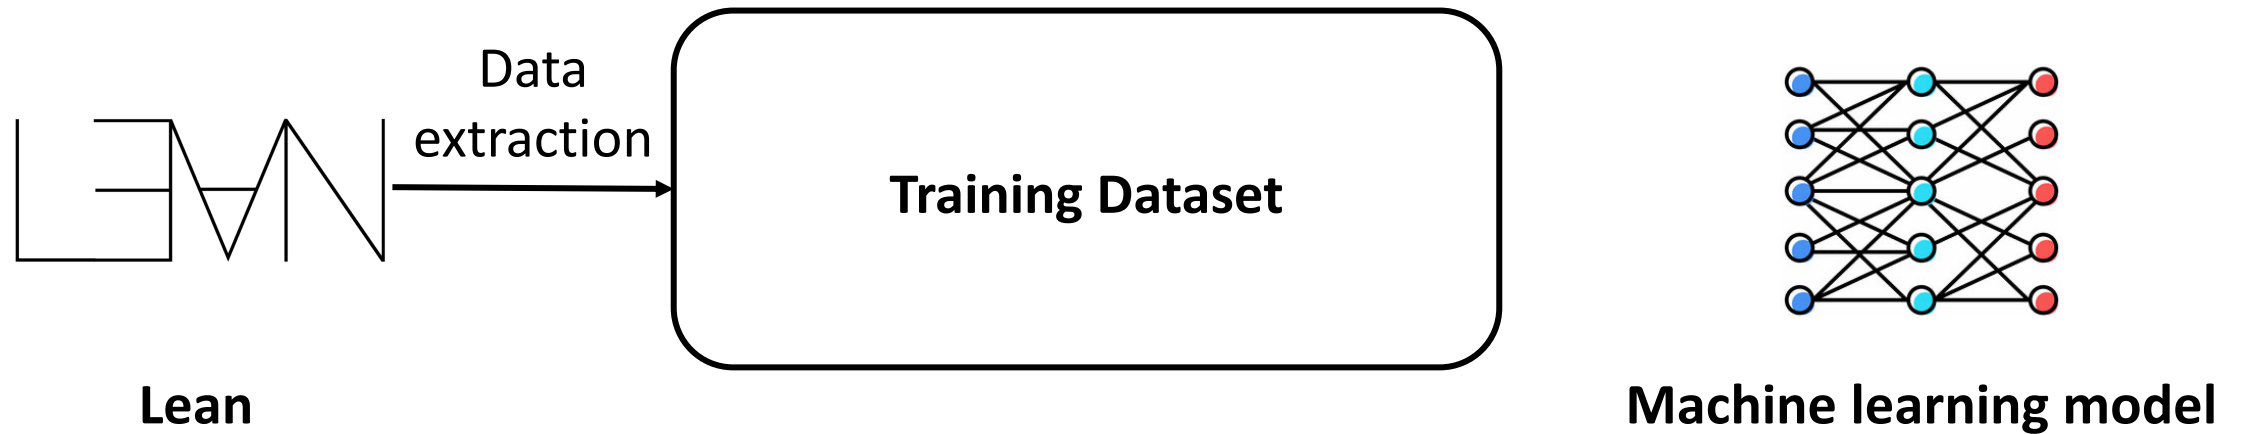 LEAN
Data
extraction
Training Dataset
Lean
Machine learning model